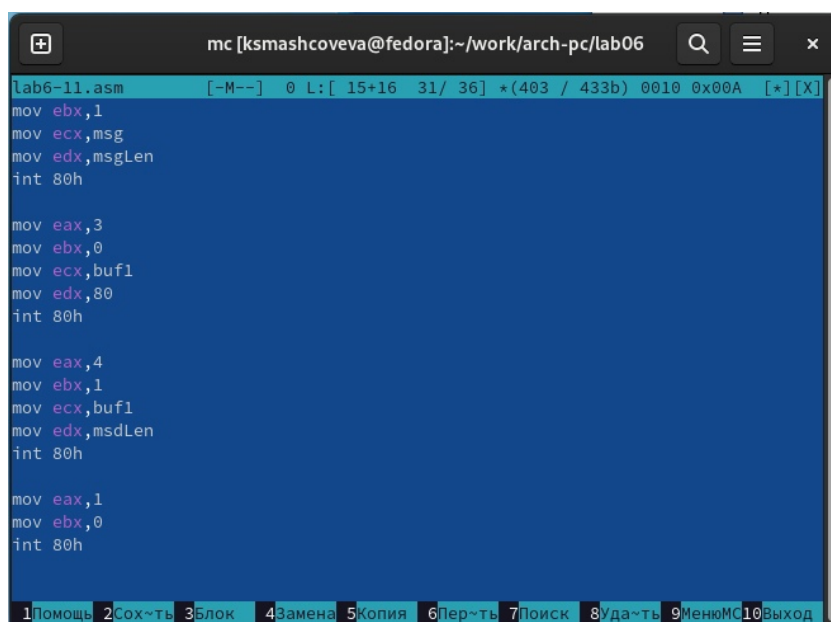 mc [ksmashcoveva@fedora]:~/work/arch-pc/lab06
lab6-11.asm [-M--] 0 L:[ 15+16 31/ 36] *(403 / 433b) 0010 0x00A [*][X]
mov ebx,1
mov ecx,msg
mov edx,msgLen
int 80h
mov eax,3
mov ebx,0
mov ecx,buf1
mov edx,80
int 80h
mov eax,4
mov ebx,1
mov ecx,buf1
mov edx,msdLen
int 80h
mov eax,1
mov ebx,0
int 80h
1Помощь 2Сох~ть 3Блок 4Замена 5Копия 6Пер~ть 7Поиск 8Уда~ть 9МенюMC 10Выход